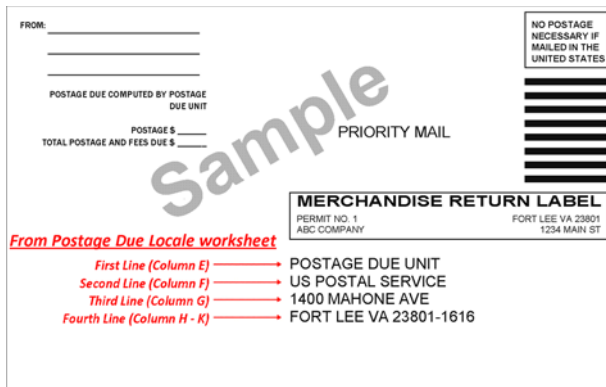 FROM:
NO POSTAGE
NECESSARY IF
MAILED IN THE
UNITED STATES
POSTAGE DUE COMPUTED BY POSTAGE
DUE UNIT
POSTAGE $ _____
TOTAL POSTAGE AND FEES DUE $ _____
Sample
PRIORITY MAIL
MERCHANDISE RETURN LABEL
PERMIT NO. 1 FORT LEE VA 23801
ABC COMPANY 1234 MAIN ST
From Postage Due Locale worksheet
First Line (Column E) POSTAGE DUE UNIT
Second Line (Column F) US POSTAL SERVICE
Third Line (Column G) 1400 MAHONE AVE
Fourth Line (Column H - K) FORT LEE VA 23801-1616